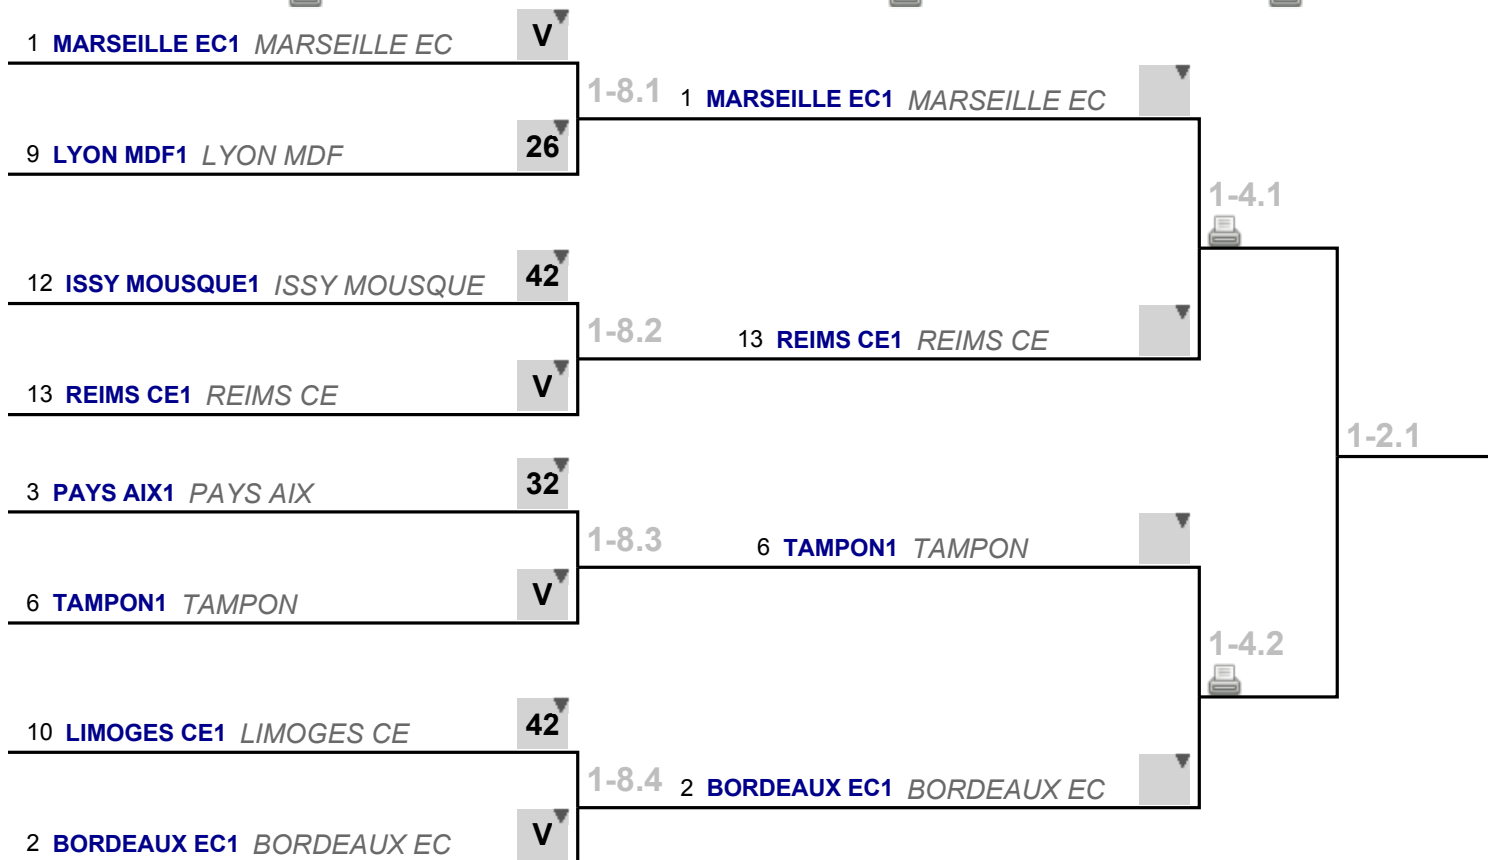 1 MARSEILLE EC1 MARSEILLE EC V
1-8.1
1 MARSEILLE EC1 MARSEILLE EC
9 LYON MDF1 LYON MDF 26
1-4.1
12 ISSY MOUSQUE1 ISSY MOUSQUE 42
1-8.2
13 REIMS CE1 REIMS CE
13 REIMS CE1 REIMS CE V
1-2.1
3 PAYS AIX1 PAYS AIX 32
1-8.3
6 TAMPON1 TAMPON
6 TAMPON1 TAMPON V
1-4.2
10 LIMOGES CE1 LIMOGES CE 42
1-8.4
2 BORDEAUX EC1 BORDEAUX EC
2 BORDEAUX EC1 BORDEAUX EC V